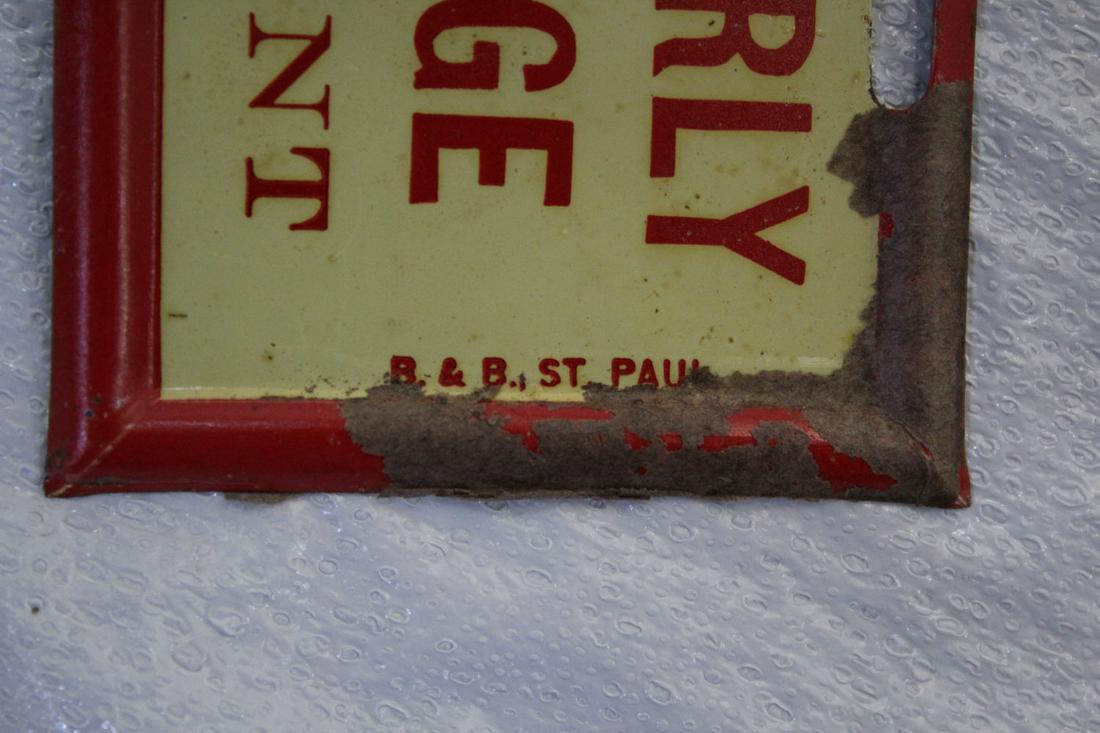 RLY
GE
NT
B. & B., ST. PAUL